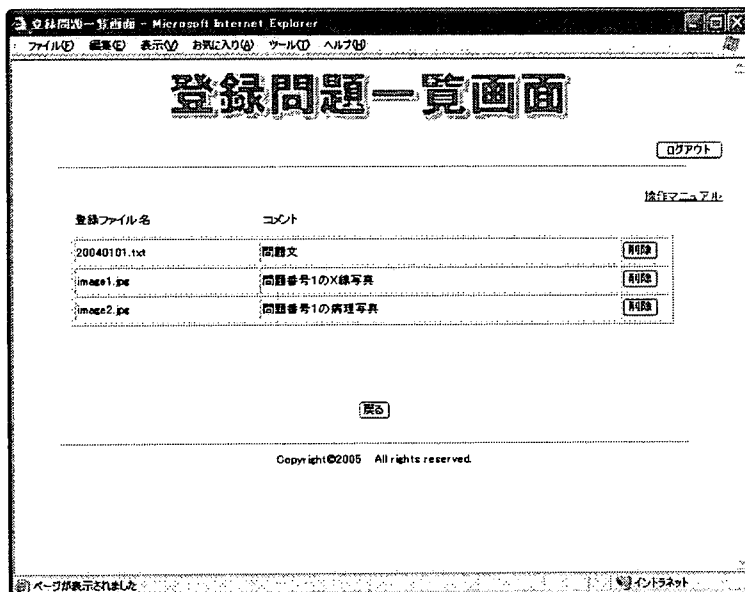 登録問題一覧画面 - Microsoft Internet Explorer
ファイル(F) 編集(E) 表示(V) お気に入り(A) ツール(T) ヘルプ(H)
登録問題一覧画面
ログアウト
操作マニュアル
登録ファイル名 コメント
20040101.txt 問題文 削除
image1.jpg 問題番号1のX線写真 削除
image2.jpg 問題番号1の病理写真 削除
戻る
Copyright©2005 All rights reserved.
ページが表示されました イントラネット